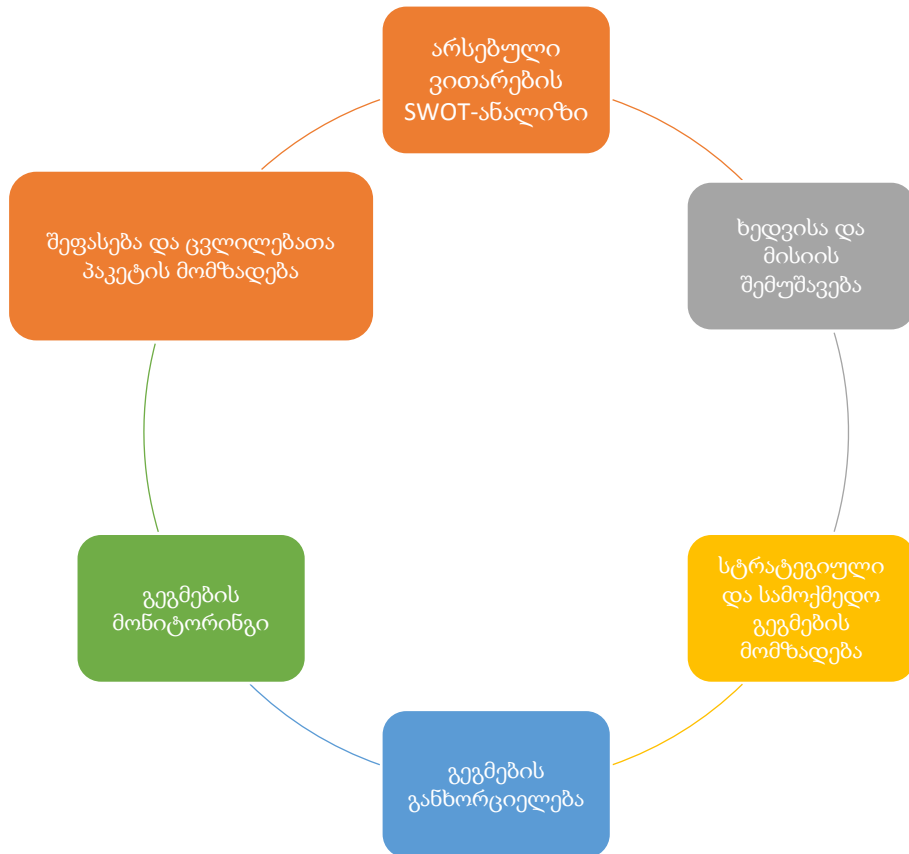 არსებული
ვითარების
SWOT-ანალიზი
ხედვისა და
მისიის
შემუშავება
სტრატეგიული
და სამოქმედო
გეგმების
მომზადება
გეგმების
განხორციელება
გეგმების
მონიტორინგი
შეფასება და ცვლილებათა
პაკეტის მომზადება